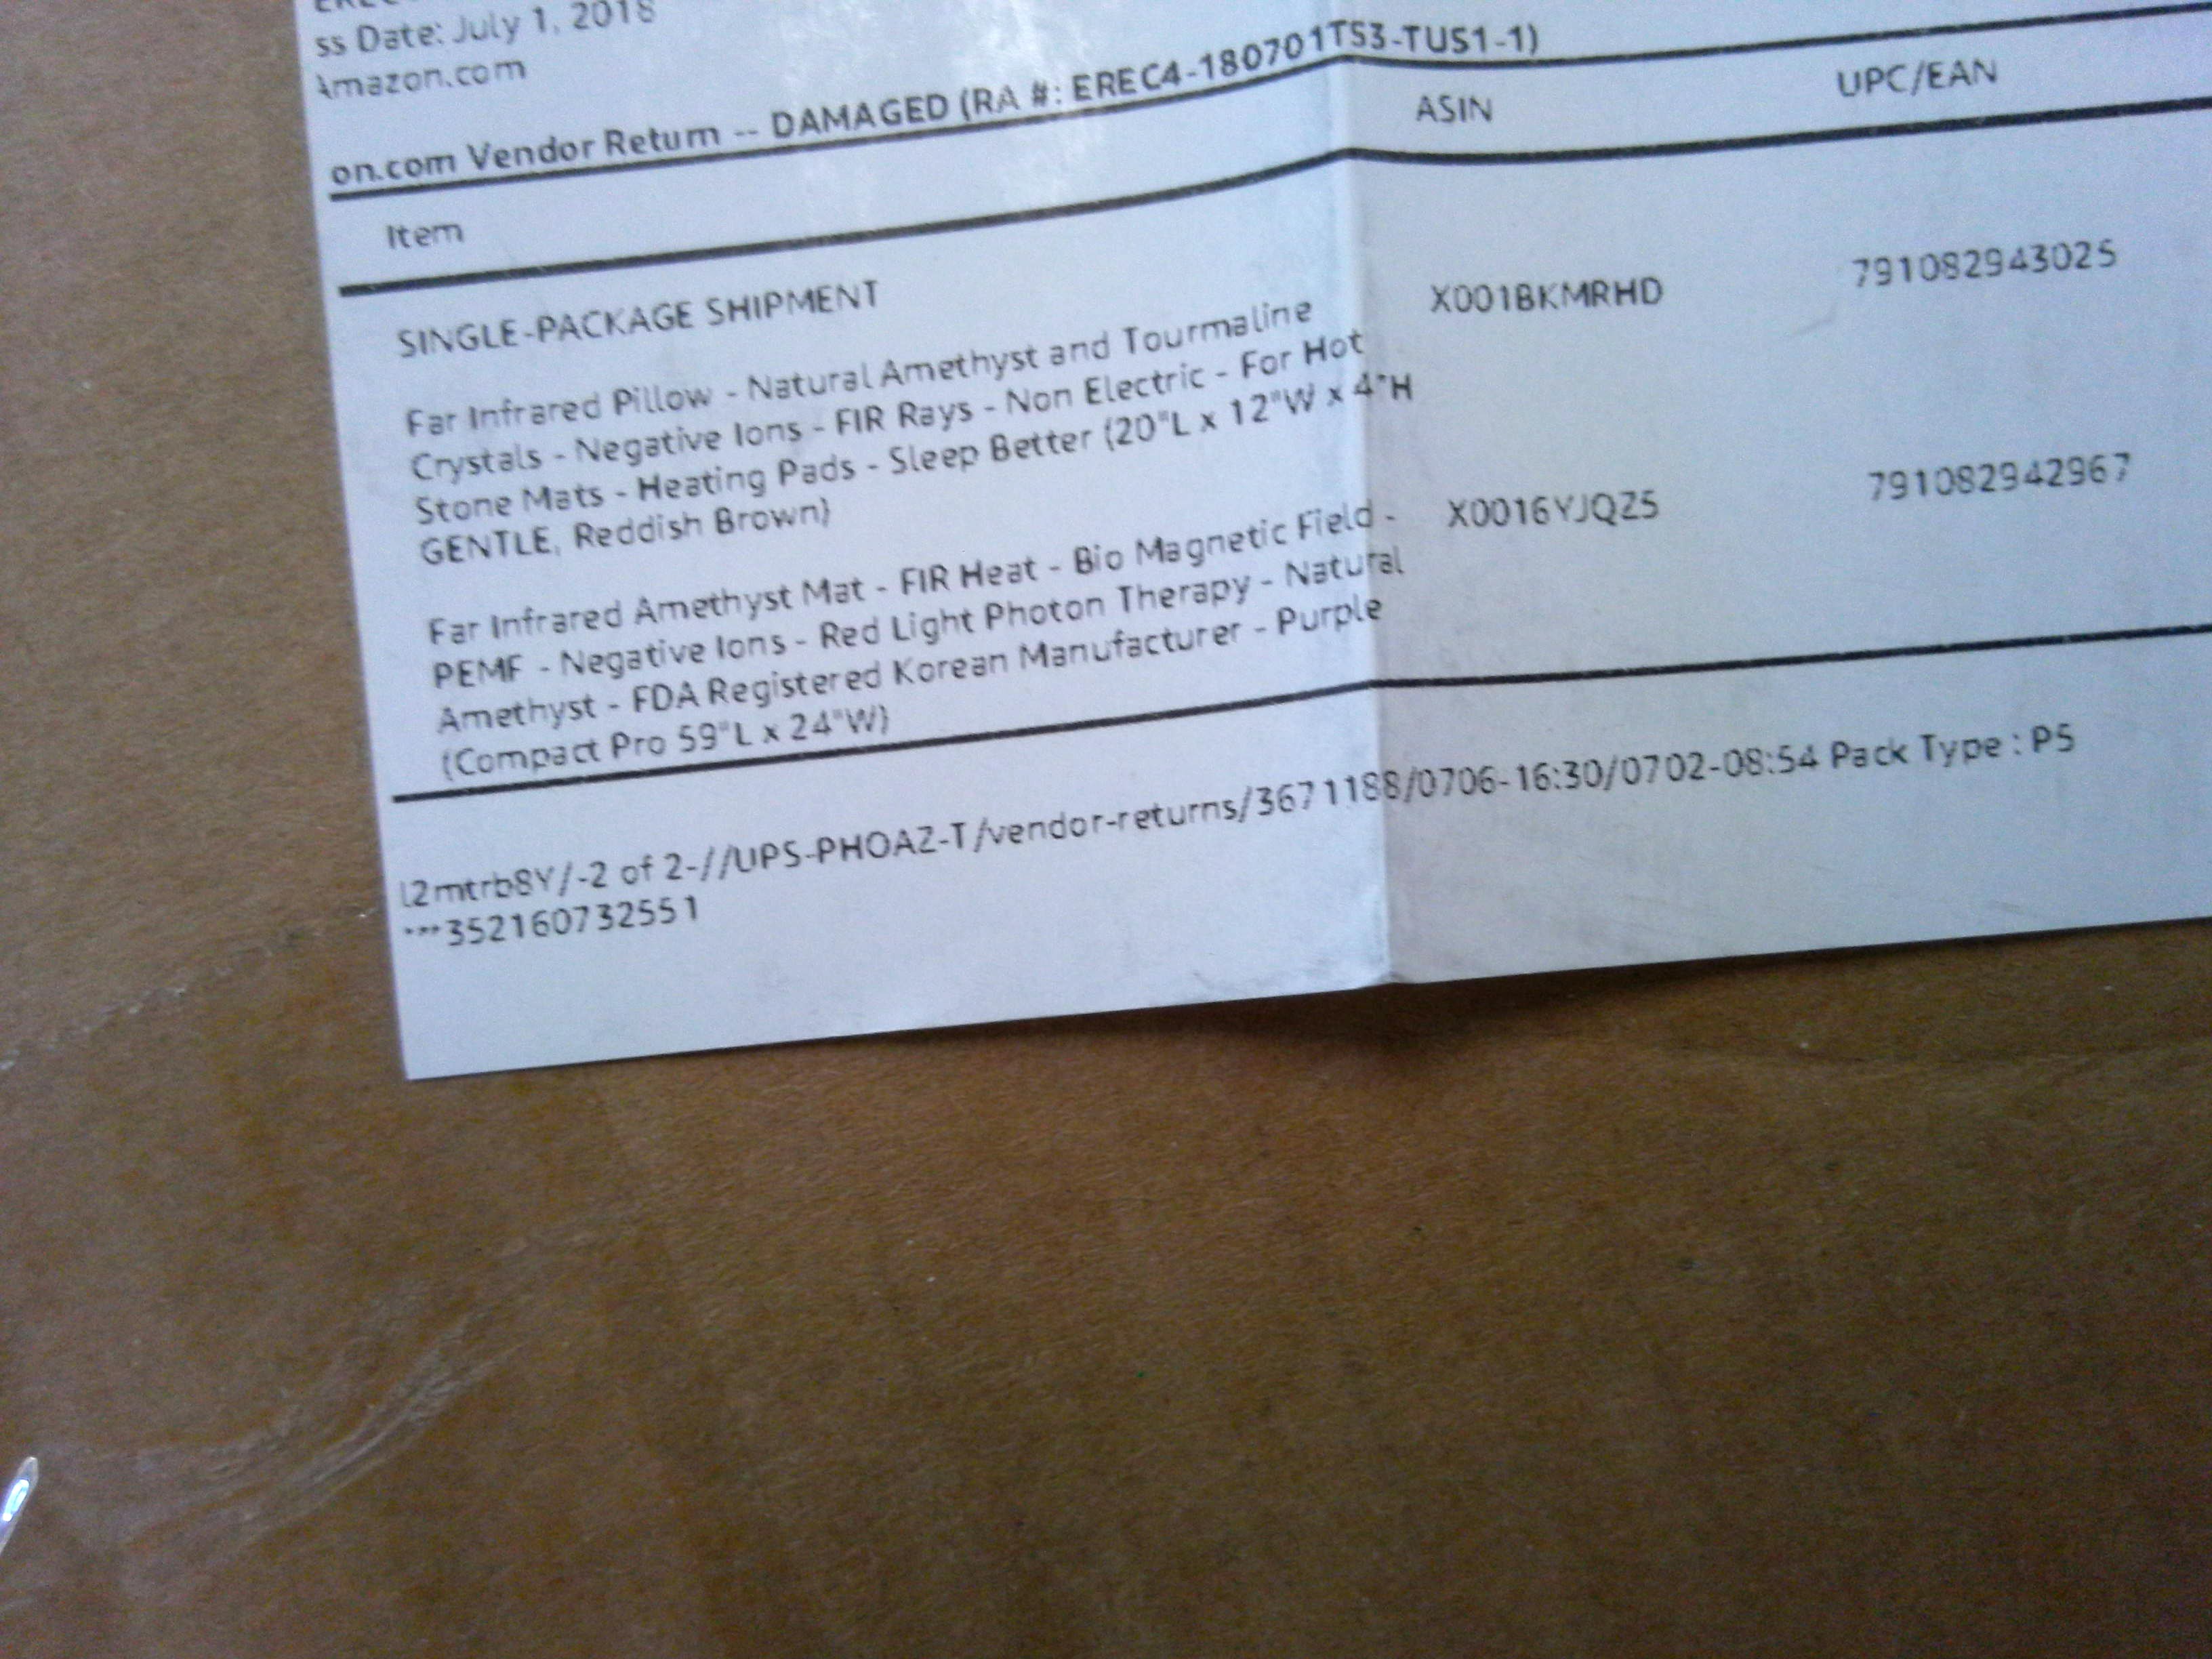 ss Date: July 1, 2018
Amazon.com
on.com Vendor Return -- DAMAGED (RA #: EREC4-180701TS3-TUS1-1)
Item ASIN UPC/EAN
SINGLE-PACKAGE SHIPMENT
Far Infrared Pillow - Natural Amethyst and Tourmaline X001BKMRHD 791082943025
Crystals - Negative Ions - FIR Rays - Non Electric - For Hot
Stone Mats - Heating Pads - Sleep Better (20"L x 12"W x 4"H
GENTLE, Reddish Brown)
Far Infrared Amethyst Mat - FIR Heat - Bio Magnetic Field - X0016YJQZ5 791082942967
PEMF - Negative Ions - Red Light Photon Therapy - Natural
Amethyst - FDA Registered Korean Manufacturer - Purple
(Compact Pro 59"L x 24"W)
l2mtrb8Y/-2 of 2-//UPS-PHOAZ-T/vendor-returns/3671188/0706-16:30/0702-08:54 Pack Type : P5
***352160732551